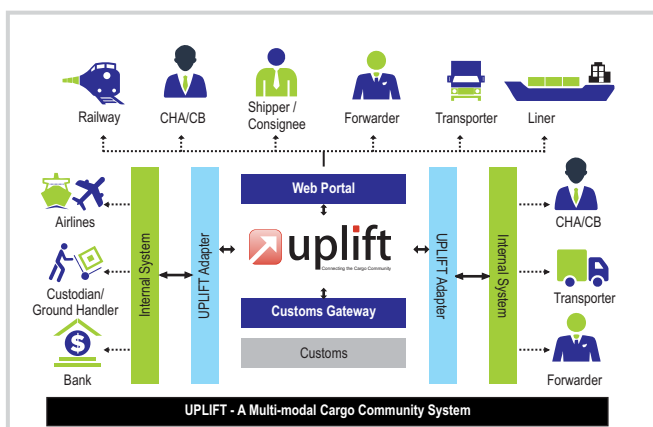 Railway
CHA/CB
Shipper /
Consignee
Forwarder
Transporter
Liner
Web Portal
Airlines
Custodian/
Ground Handler
Bank
Internal System
UPLIFT Adapter
uplift
Connecting the Cargo Community
Customs Gateway
Customs
UPLIFT Adapter
Internal System
CHA/CB
Transporter
Forwarder
$
UPLIFT - A Multi-modal Cargo Community System